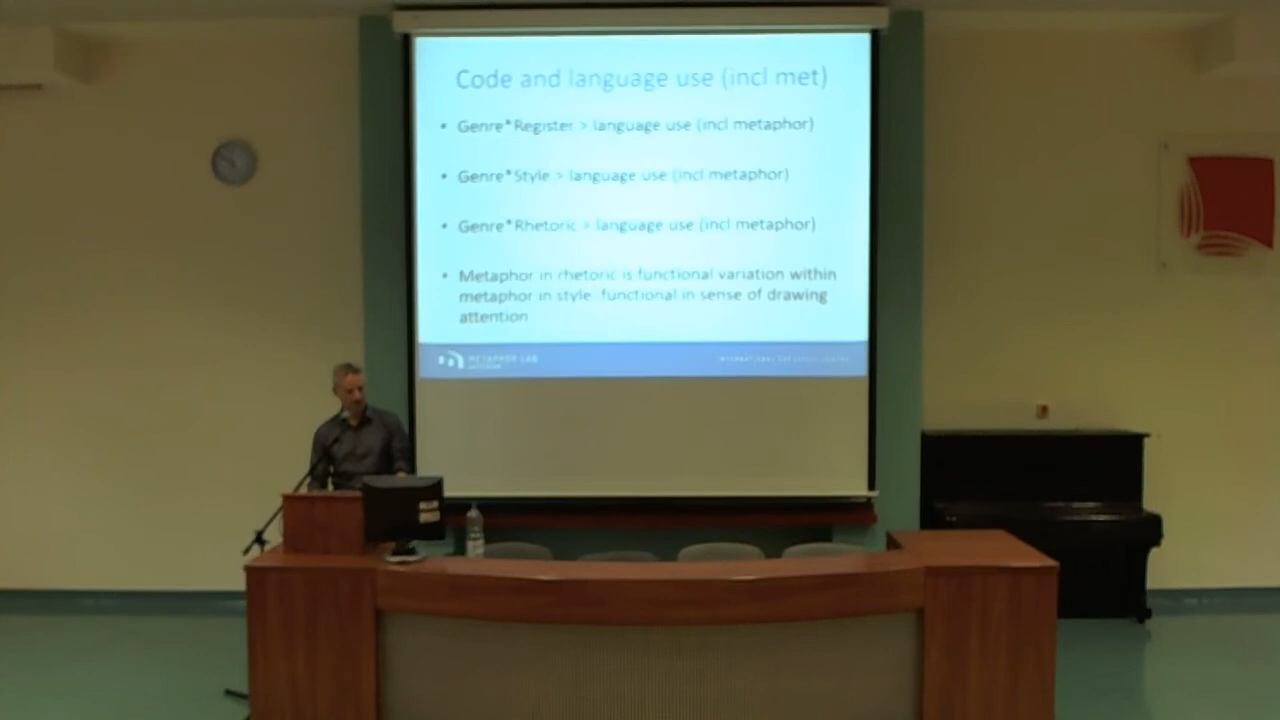 Code and language use (incl met)
• Genre*Register > language use (incl metaphor)
• Genre*Style > language use (incl metaphor)
• Genre*Rhetoric > language use (incl metaphor)
• Metaphor in rhetoric is functional variation within
metaphor in style functional in sense of drawing
attention
METAPHOR LAB
AMSTERDAM